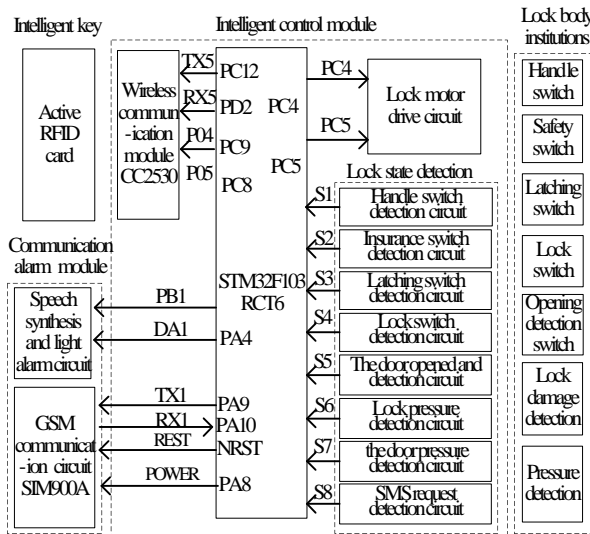 Intelligent key
Intelligent control module
Lock body
institutions
Active
RFID
card
Wireless
commun
-ication
module
CC2530
TX5
RX5
P04
P05
PC12
PD2
PC9
PC8
PC4
PC5
STM32F103
RCT6
PC4
PC5
Lock motor
drive circuit
Lock state detection
S1
Handle switch
detection circuit
S2
Insurance switch
detection circuit
S3
Latching switch
detection circuit
S4
Lock switch
detection circuit
S5
The door opened and
detection circuit
S6
Lock pressure
detection circuit
S7
the door pressure
detection circuit
S8
SMS request
detection circuit
Handle
switch
Safety
switch
Latching
switch
Lock
switch
Opening
detection
switch
Lock
damage
detection
Pressure
detection
Communication
alarm module
Speech
synthesis
and light
alarm circuit
PB1
DA1
PA4
GSM
communicat
-ion circuit
SIM900A
TX1
RX1
REST
POWER
PA9
PA10
NRST
PA8